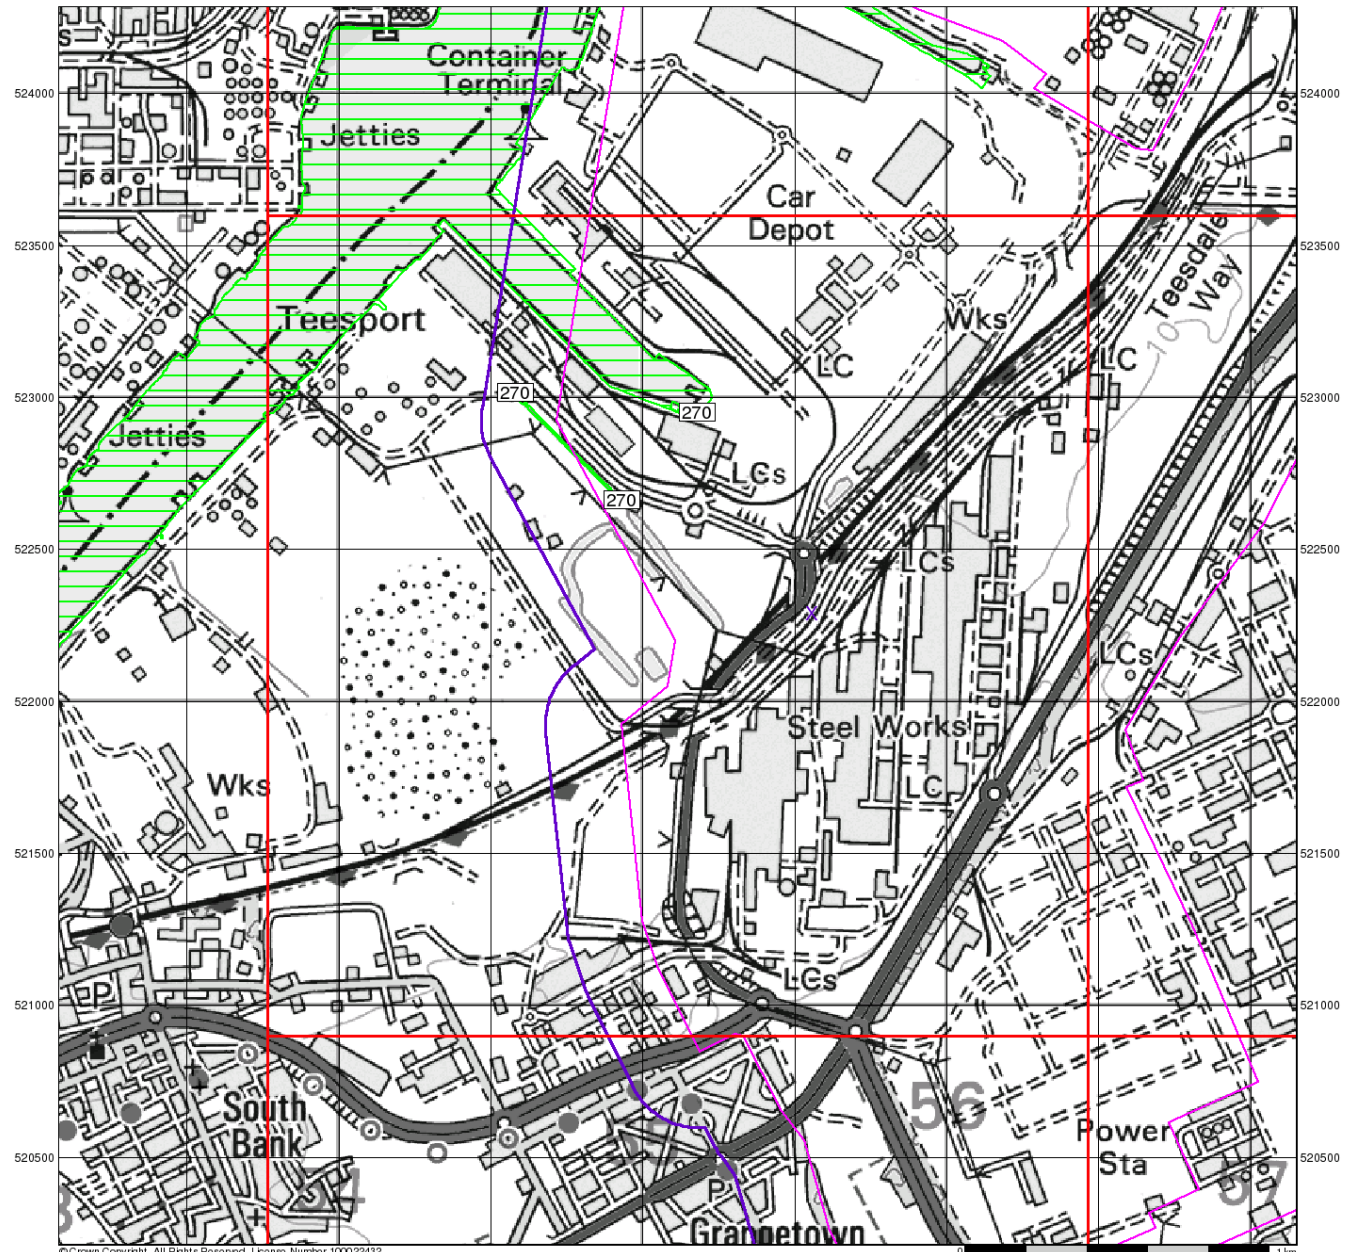 Container
Terminal
524000
524000
Jetties
Car
Depot
523500
523500
Teesdale
Way
Teesport
Wks
10
LC
LC
523000
270
270
523000
Jetties
LCs
270
522500
LCs
522500
LCs
522000
Steel Works
522000
Wks
LC
521500
521500
LCs
P
521000
521000
South
Bank
56
Power
Sta
55
520500
520500
54
P
57
Grangetown
© Crown Copyright. All Rights Reserved. License Number 100022432
0
1 km